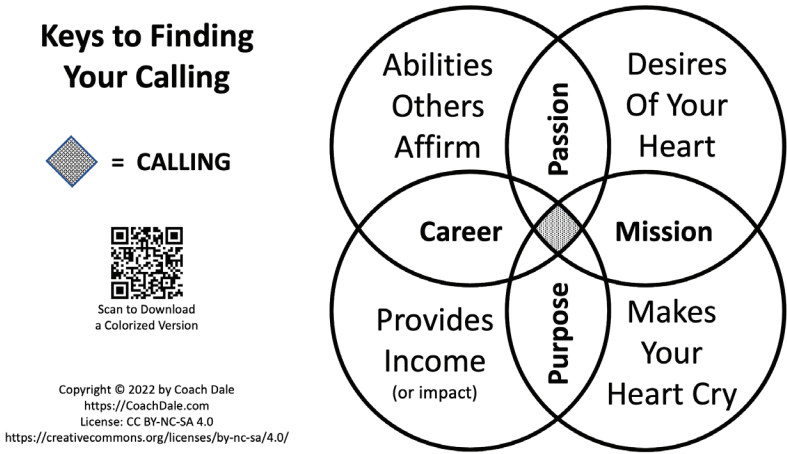 Keys to Finding
Your Calling
= CALLING
Scan to Download
a Colorized Version
Copyright © 2022 by Coach Dale
https://CoachDale.com
License: CC BY-NC-SA 4.0
https://creativecommons.org/licenses/by-nc-sa/4.0/
Abilities
Others
Affirm
Passion
Desires
Of Your
Heart
Career
Mission
Provides
Income
(or impact)
Purpose
Makes
Your
Heart Cry